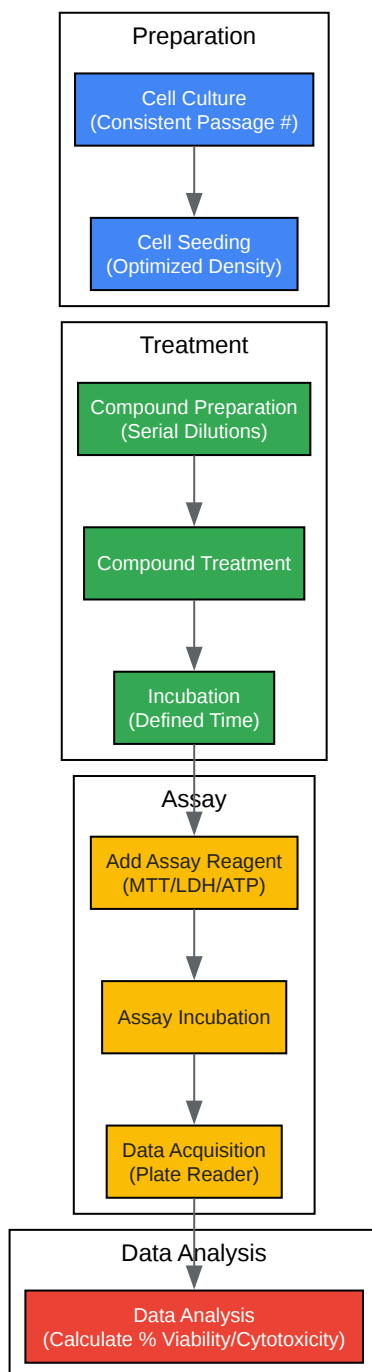 Preparation
Cell Culture
(Consistent Passage #)
Cell Seeding
(Optimized Density)
Treatment
Compound Preparation
(Serial Dilutions)
Compound Treatment
Incubation
(Defined Time)
Assay
Add Assay Reagent
(MTT/LDH/ATP)
Assay Incubation
Data Acquisition
(Plate Reader)
Data Analysis
Data Analysis
(Calculate % Viability/Cytotoxicity)